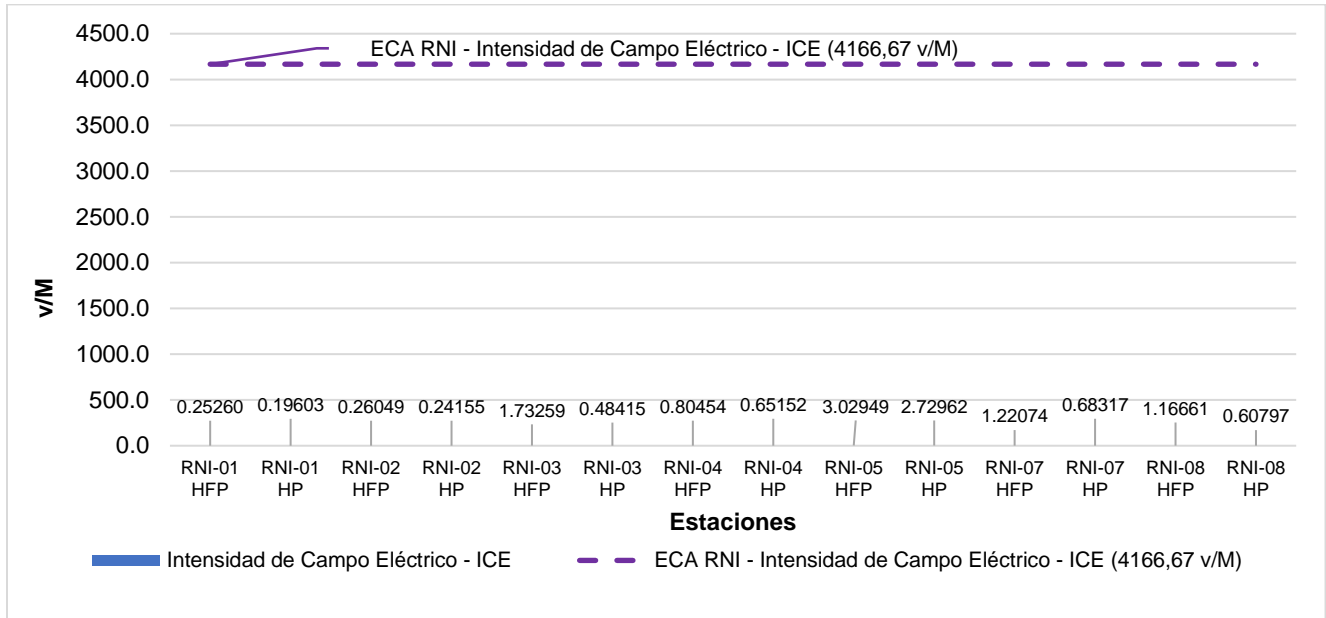 4500.0
4000.0
3500.0
3000.0
2500.0
2000.0
1500.0
1000.0
500.0
0.0
v/M
ECA RNI - Intensidad de Campo Eléctrico - ICE (4166,67 v/M)
0.25260 0.19603 0.26049 0.24155 1.73259 0.48415 0.80454 0.65152 3.02949 2.72962 1.22074 0.68317 1.16661 0.60797
RNI-01 RNI-01 RNI-02 RNI-02 RNI-03 RNI-03 RNI-04 RNI-04 RNI-05 RNI-05 RNI-07 RNI-07 RNI-08 RNI-08
HFP HP HFP HP HFP HP HFP HP HFP HP HFP HP HFP HP
Estaciones
Intensidad de Campo Eléctrico - ICE ECA RNI - Intensidad de Campo Eléctrico - ICE (4166,67 v/M)